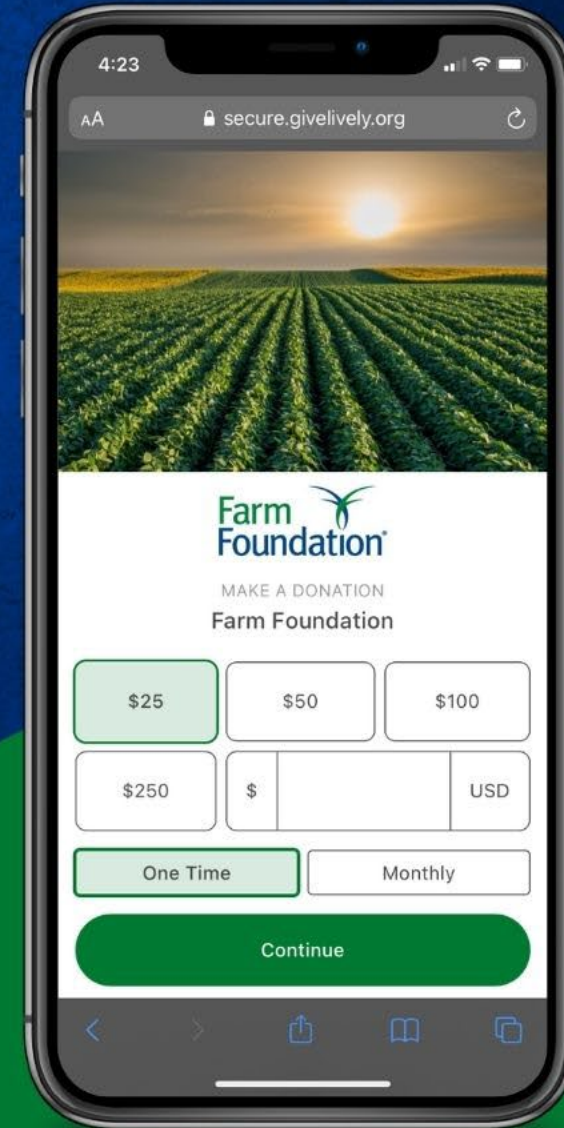 4:23
AA secure.givelively.org
Farm
Foundation®
MAKE A DONATION
Farm Foundation
$25 $50 $100
$250 $ USD
One Time Monthly
Continue